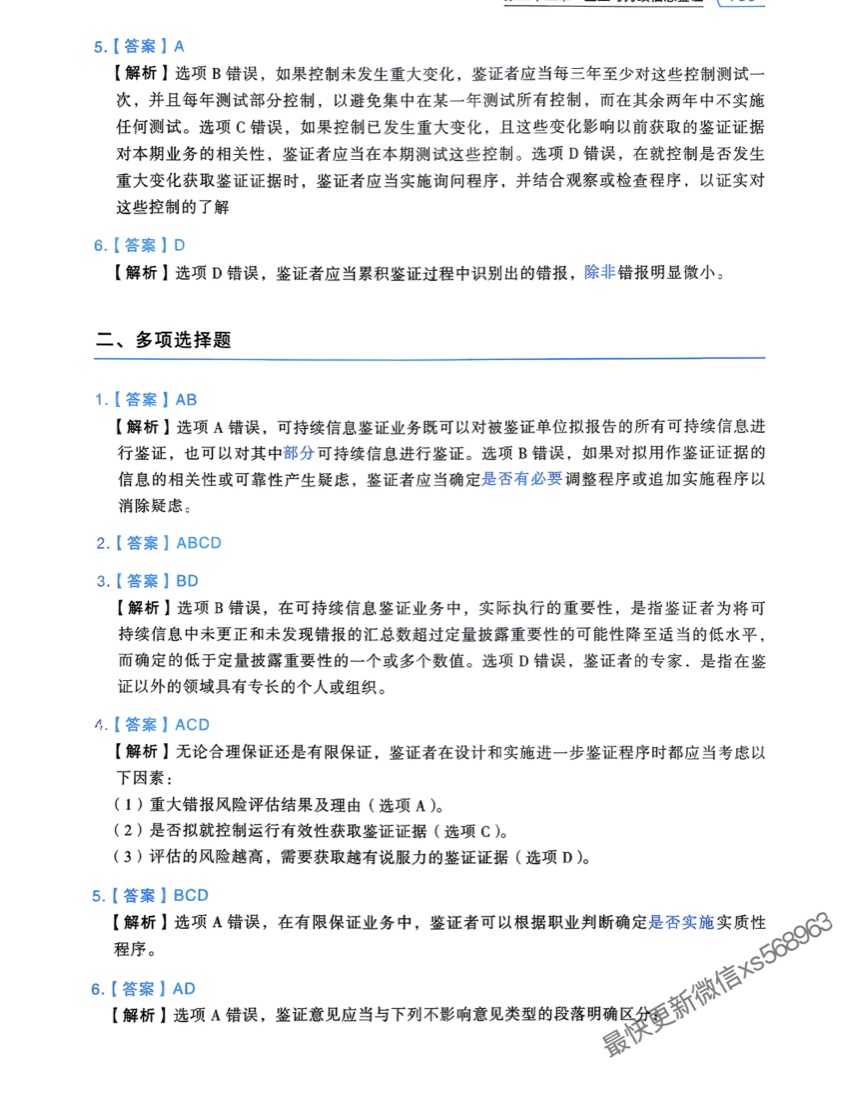 5.【答案】A
【解析】选项 B 错误，如果控制未发生重大变化，鉴证者应当每三年至少对这些控制测试一
次，并且每年测试部分控制，以避免集中在某一年测试所有控制，而在其余两年中不实施
任何测试。选项 C 错误，如果控制已发生重大变化，且这些变化影响以前获取的鉴证证据
对本期业务的相关性，鉴证者应当在本期测试这些控制。选项 D 错误，在就控制是否发生
重大变化获取鉴证证据时，鉴证者应当实施询问程序，并结合观察或检查程序，以证实对
这些控制的了解
6.【答案】D
【解析】选项 D 错误，鉴证者应当累积鉴证过程中识别出的错报，除非错报明显微小。
二、多项选择题
1.【答案】AB
【解析】选项 A 错误，可持续信息鉴证业务既可以对被鉴证单位拟报告的所有可持续信息进
行鉴证，也可以对其中部分可持续信息进行鉴证。选项 B 错误，如果对拟用作鉴证证据的
信息的相关性或可靠性产生疑虑，鉴证者应当确定是否有必要调整程序或追加实施程序以
消除疑虑。
2.【答案】ABCD
3.【答案】BD
【解析】选项 B 错误，在可持续信息鉴证业务中，实际执行的重要性，是指鉴证者为将可
持续信息中未更正和未发现错报的汇总数超过定量披露重要性的可能性降至适当的低水平，
而确定的低于定量披露重要性的一个或多个数值。选项 D 错误，鉴证者的专家．是指在鉴
证以外的领域具有专长的个人或组织。
4.【答案】ACD
【解析】无论合理保证还是有限保证，鉴证者在设计和实施进一步鉴证程序时都应当考虑以
下因素：
（1）重大错报风险评估结果及理由（选项 A）。
（2）是否拟就控制运行有效性获取鉴证证据（选项 C）。
（3）评估的风险越高，需要获取越有说服力的鉴证证据（选项 D）。
5.【答案】BCD
【解析】选项 A 错误，在有限保证业务中，鉴证者可以根据职业判断确定是否实施实质性
程序。
6.【答案】AD
【解析】选项 A 错误，鉴证意见应当与下列不影响意见类型的段落明确区分。
最快更新微信xs568963